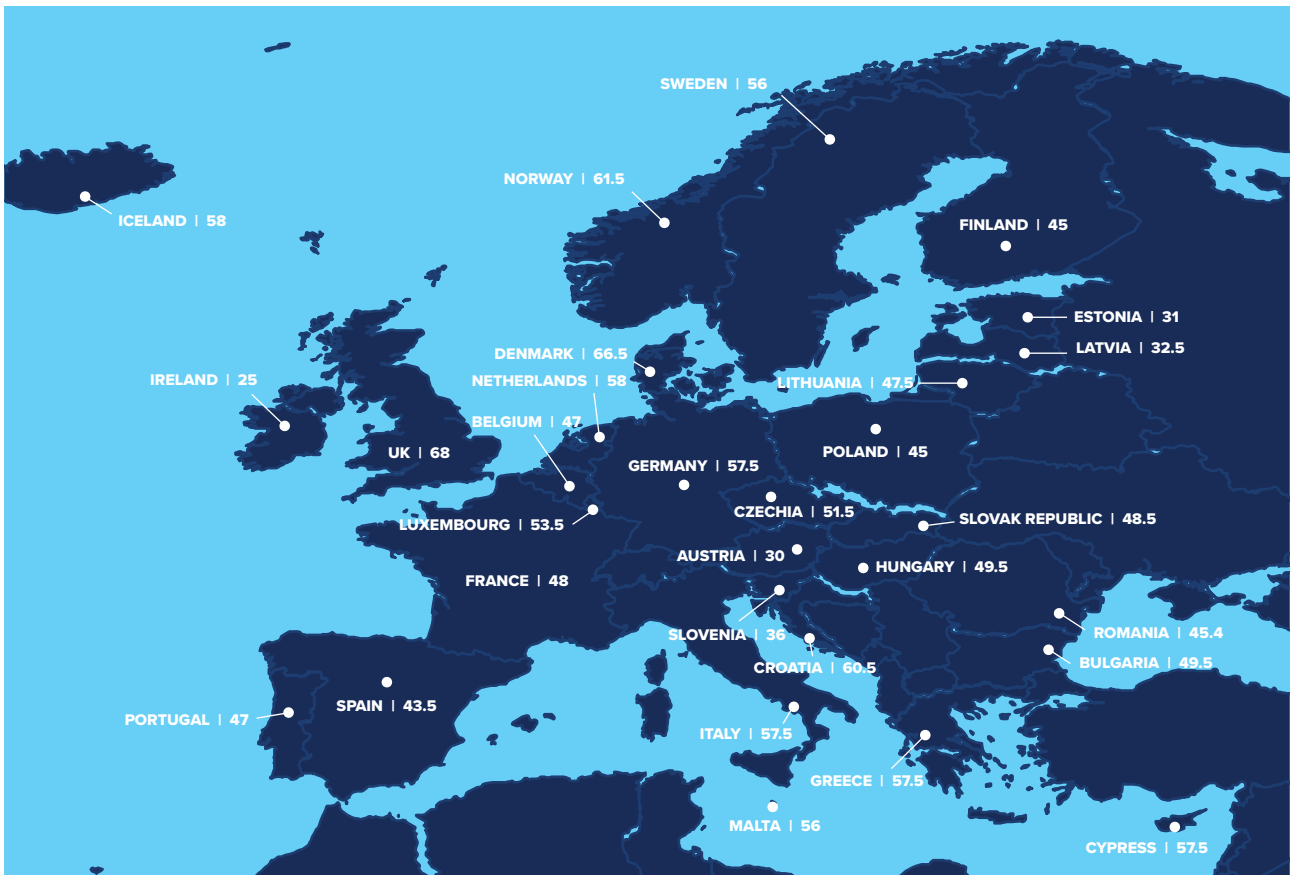 SWEDEN | 56
NORWAY | 61.5
ICELAND | 58
FINLAND | 45
ESTONIA | 31
LATVIA | 32.5
DENMARK | 66.5
IRELAND | 25
NETHERLANDS | 58
LITHUANIA | 47.5
BELGIUM | 47
UK | 68
POLAND | 45
GERMANY | 57.5
CZECHIA | 51.5
SLOVAK REPUBLIC | 48.5
LUXEMBOURG | 53.5
AUSTRIA | 30
HUNGARY | 49.5
FRANCE | 48
SLOVENIA | 36
ROMANIA | 45.4
BULGARIA | 49.5
CROATIA | 60.5
SPAIN | 43.5
PORTUGAL | 47
ITALY | 57.5
GREECE | 57.5
MALTA | 56
CYPRESS | 57.5